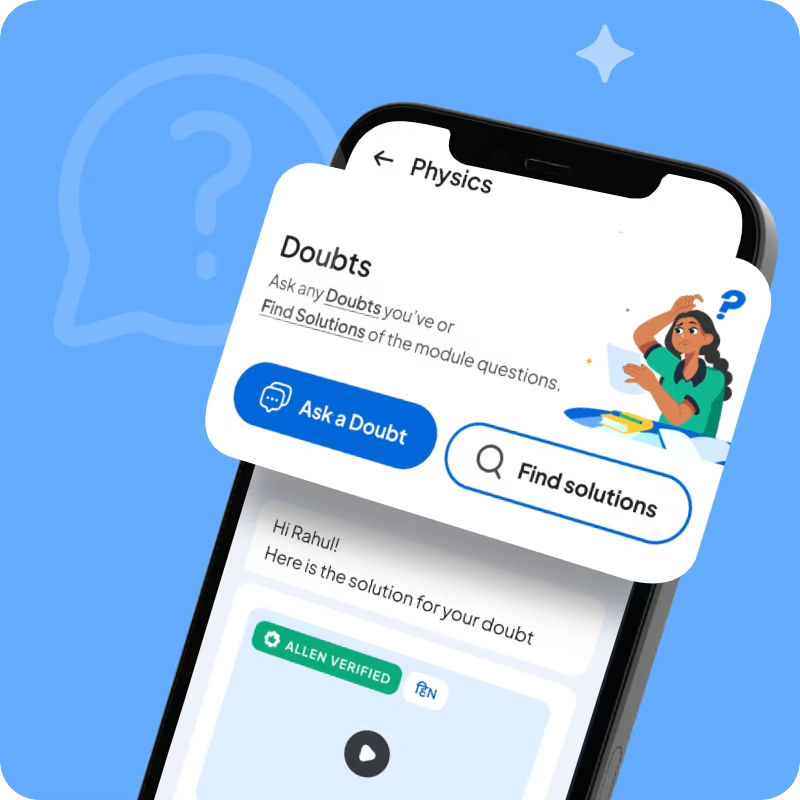 Physics
Doubts
Ask any Doubts you've or
Find Solutions of the module questions.
Ask a Doubt
Find solutions
Hi Rahul!
Here is the solution for your doubt
ALLEN VERIFIED
हिN